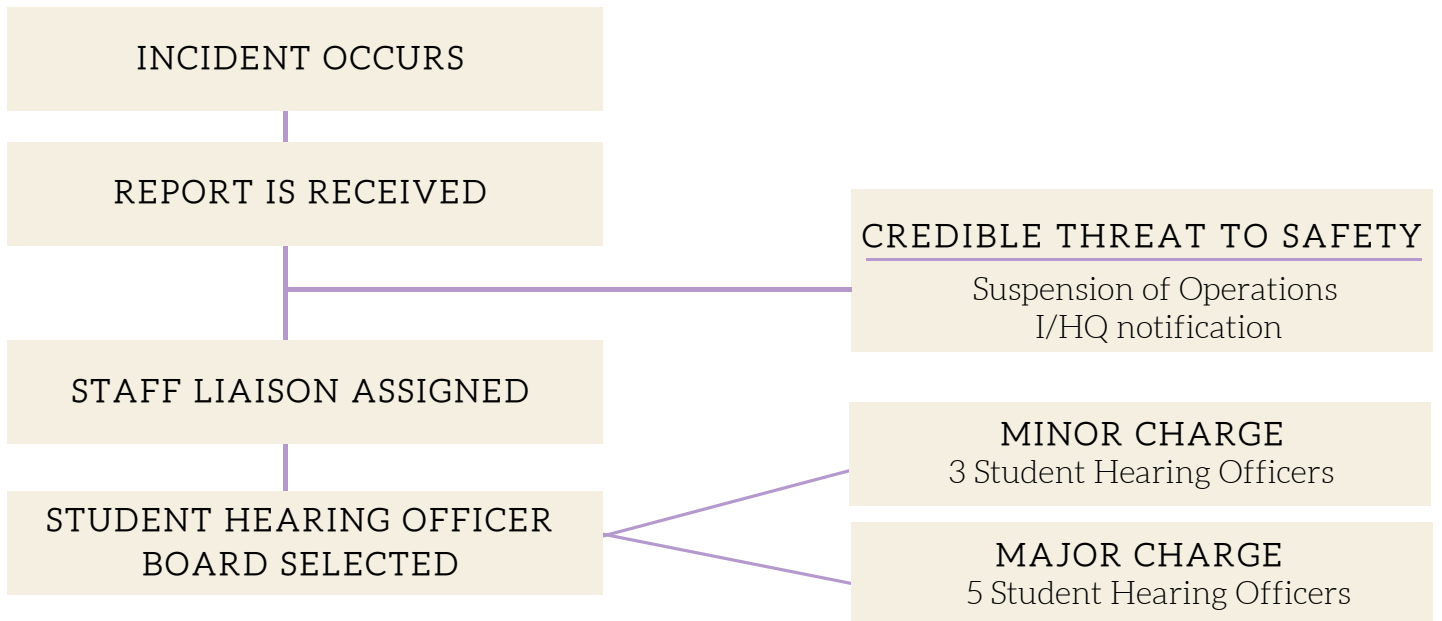 INCIDENT OCCURS
REPORT IS RECEIVED
CREDIBLE THREAT TO SAFETY
Suspension of Operations
I/HQ notification
STAFF LIAISON ASSIGNED
STUDENT HEARING OFFICER
BOARD SELECTED
MINOR CHARGE
3 Student Hearing Officers
MAJOR CHARGE
5 Student Hearing Officers